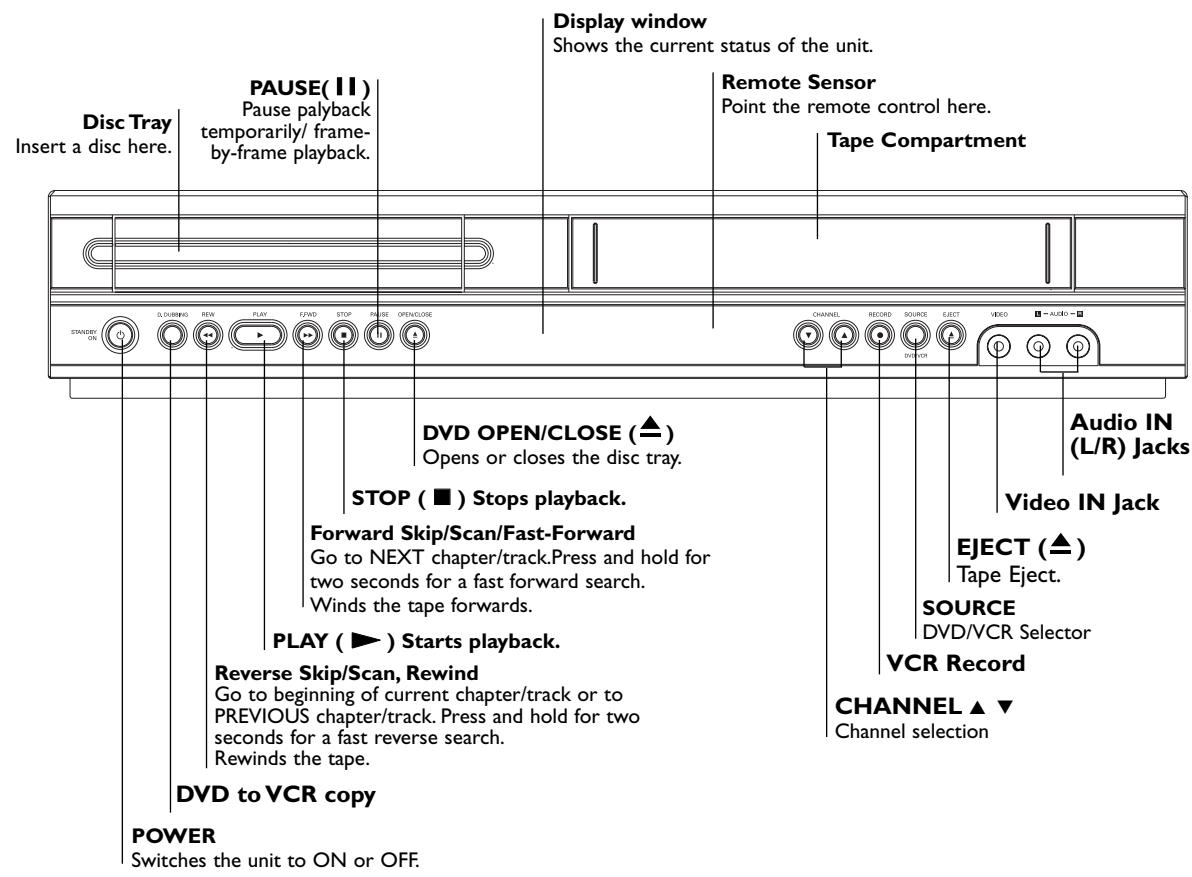 Display window
Shows the current status of the unit.
Remote Sensor
Point the remote control here.
Tape Compartment
PAUSE( ❙❙ )
Pause palyback
temporarily/ frame-
by-frame playback.
Disc Tray
Insert a disc here.
STANDBY
ON
D. DUBBING
REW
PLAY
F.FWD
STOP
PAUSE
OPEN/CLOSE
CHANNEL
RECORD
SOURCE
DVD/VCR
EJECT
VIDEO
L – AUDIO – R
DVD OPEN/CLOSE (⏏)
Opens or closes the disc tray.
STOP ( ■ ) Stops playback.
Forward Skip/Scan/Fast-Forward
Go to NEXT chapter/track.Press and hold for
two seconds for a fast forward search.
Winds the tape forwards.
PLAY ( ► ) Starts playback.
Reverse Skip/Scan, Rewind
Go to beginning of current chapter/track or to
PREVIOUS chapter/track. Press and hold for two
seconds for a fast reverse search.
Rewinds the tape.
DVD to VCR copy
POWER
Switches the unit to ON or OFF.
Audio IN
(L/R) Jacks
Video IN Jack
EJECT (⏏)
Tape Eject.
SOURCE
DVD/VCR Selector
VCR Record
CHANNEL ▲ ▼
Channel selection